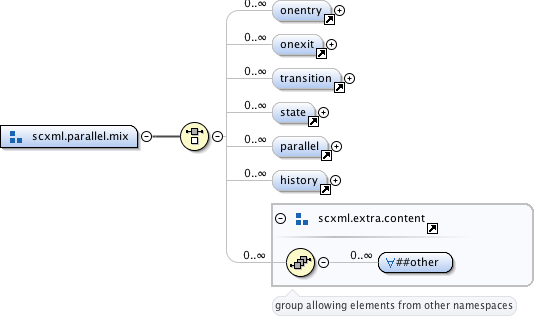 0..∞ onentry
0..∞ onexit
0..∞ transition
0..∞ state
scxml.parallel.mix
0..∞ parallel
0..∞ history
scxml.extra.content
0..∞ 0..∞ ∀##other
group allowing elements from other namespaces